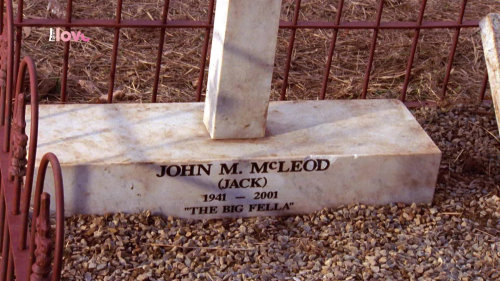 love
JOHN M. McLEOD
(JACK)
1941 — 2001
"THE BIG FELLA"